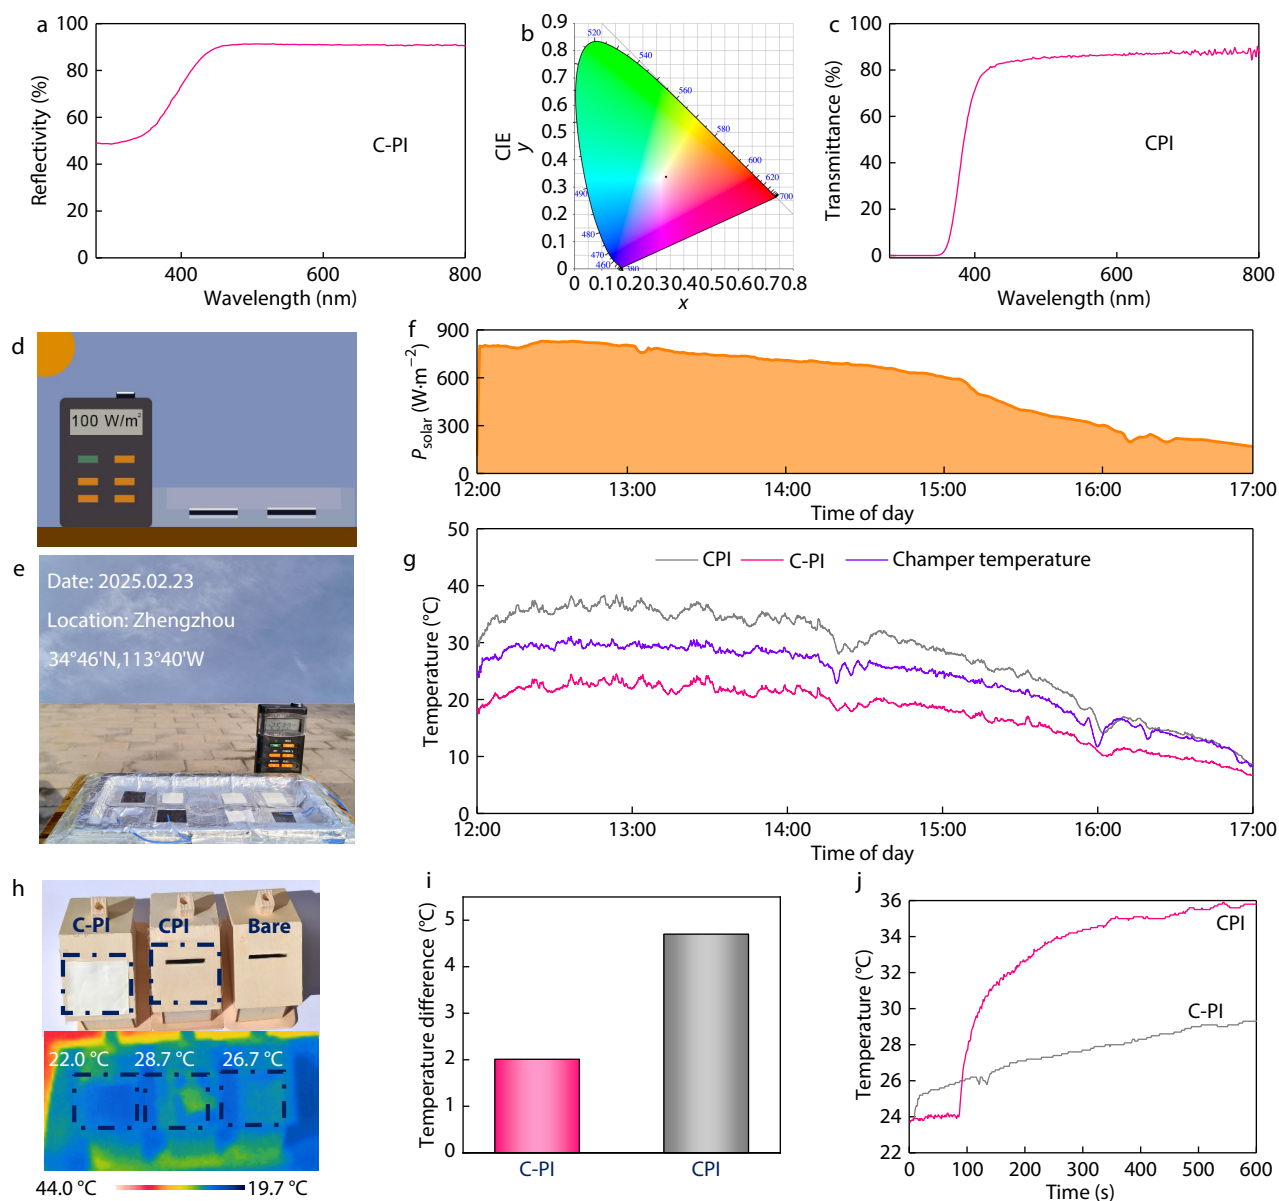 a
100
80
60
40
20
0
Reflectivity (%)
C-PI
400
600
800
Wavelength (nm)
b
0.9
0.8
0.7
0.6
0.5
0.4
0.3
0.2
0.1
0
CIE
y
520
540
560
580
600
620
700
490
480
470
460
380
0 0.1 0.2 0.3 0.4 0.5 0.6 0.7 0.8
x
c
100
80
60
40
20
0
Transmittance (%)
CPI
400
600
800
Wavelength (nm)
d
100 W/m²
e
Date: 2025.02.23
Location: Zhengzhou
34°46'N,113°40'W
f
900
600
300
0
Psolar (W·m−2)
12:00
13:00
14:00
15:00
16:00
17:00
Time of day
g
50
40
30
20
10
0
Temperature (°C)
CPI
C-PI
Champer temperature
12:00
13:00
14:00
15:00
16:00
17:00
Time of day
h
C-PI
CPI
Bare
22.0 °C
28.7 °C
26.7 °C
44.0 °C
19.7 °C
i
5
4
3
2
1
0
Temperature difference (°C)
C-PI
CPI
j
36
34
32
30
28
26
24
22
Temperature (°C)
CPI
C-PI
0
100
200
300
400
500
600
Time (s)